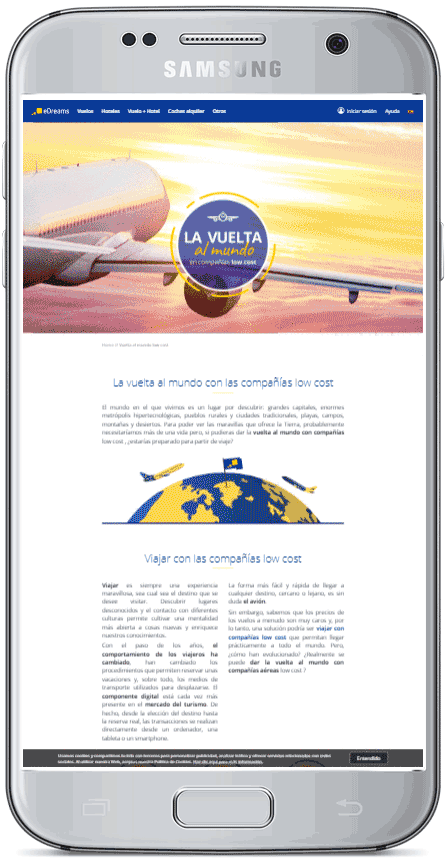 SAMSUNG
eDreams Vuelos Hoteles Vuelo + Hotel Coches alquiler Otros Iniciar sesión Ayuda
LA VUELTA
al mundo
en compañías low cost
La vuelta al mundo con las compañías low cost
El mundo en el que vivimos es un lugar por descubrir: grandes capitales, enormes
metrópolis hipertecnológicas, pueblos rurales y ciudades tradicionales, playas, campos,
montañas y desiertos. Para poder ver las maravillas que ofrece la Tierra, probablemente
necesitaríamos más de una vida pero, si pudieras dar la vuelta al mundo con compañías
low cost , ¿estarías preparado para partir de viaje?
Viajar con las compañías low cost
Viajar es siempre una experiencia
maravillosa, sea cual sea el destino que se
desee visitar. Descubrir lugares
desconocidos y el contacto con diferentes
culturas permite cultivar una mentalidad
más abierta a cosas nuevas y enriquece
nuestros conocimientos.
Con el paso de los años, el
comportamiento de los viajeros ha
cambiado, han cambiado los
procedimientos que permiten reservar unas
vacaciones y, sobre todo, los medios de
transporte utilizados para desplazarse. El
componente digital está cada vez más
presente en el mercado del turismo. De
hecho, desde la elección del destino hasta
la reserva real, las transacciones se realizan
directamente desde un ordenador, una
tableta o un smartphone.
La forma más fácil y rápida de llegar a
cualquier destino, cercano o lejano, es sin
duda el avión.
Sin embargo, sabemos que los precios de
los vuelos a menudo son muy caros y, por
lo tanto, una solución podría ser viajar con
compañías low cost que permitan llegar
prácticamente a todo el mundo. Pero,
¿cómo han evolucionado? ¿Realmente se
puede dar la vuelta al mundo con
compañías aéreas low cost ?
Entendido